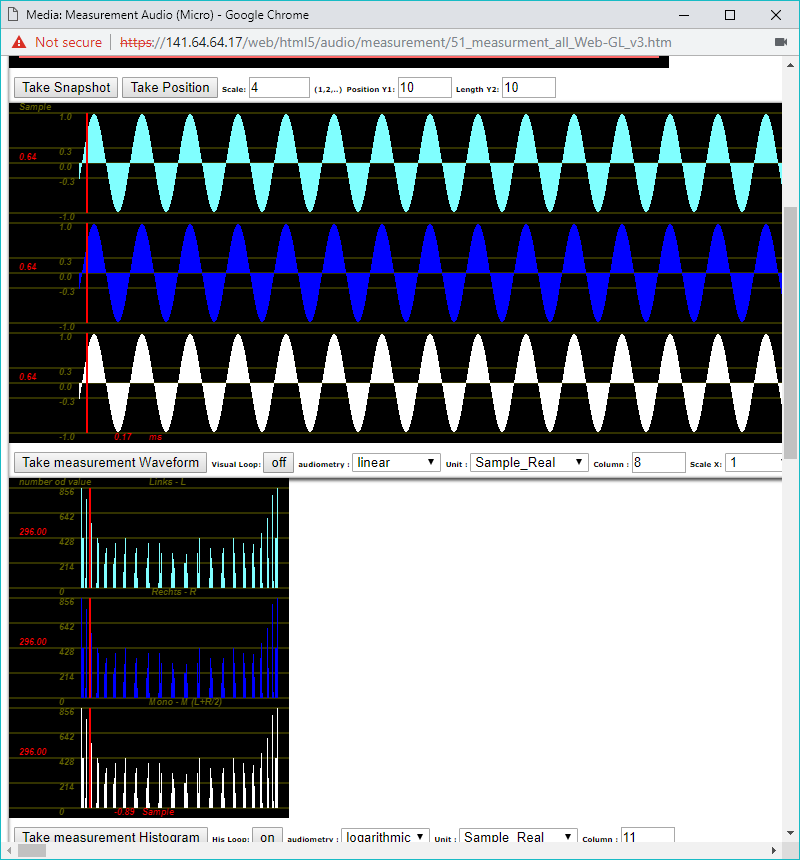 Media: Measurement Audio (Micro) - Google Chrome
Not secure | https://141.64.64.17/web/html5/audio/measurement/51_measurment_all_Web-GL_v3.htm
Take Snapshot Take Position Scale: 4 (1,2,..) Position Y1: 10 Length Y2: 10
Sample
1.0
0.3
0.64
0.0
-0.3
-1.0
1.0
0.3
0.64
0.0
-0.3
-1.0
1.0
0.3
0.64
0.0
-0.3
-1.0 0.17 ms
Take measurement Waveform Visual Loop: off audiometry : linear Unit : Sample_Real Column : 8 Scale X: 1
number od value Links - L
856
642
296.00
428
214
0 Rechts - R
856
642
296.00
428
214
0 Mono - M (L+R/2)
856
642
296.00
428
214
0 -0.83 Sample
Take measurement Histogram His Loop: on audiometry : logarithmic Unit : Sample_Real Column : 11